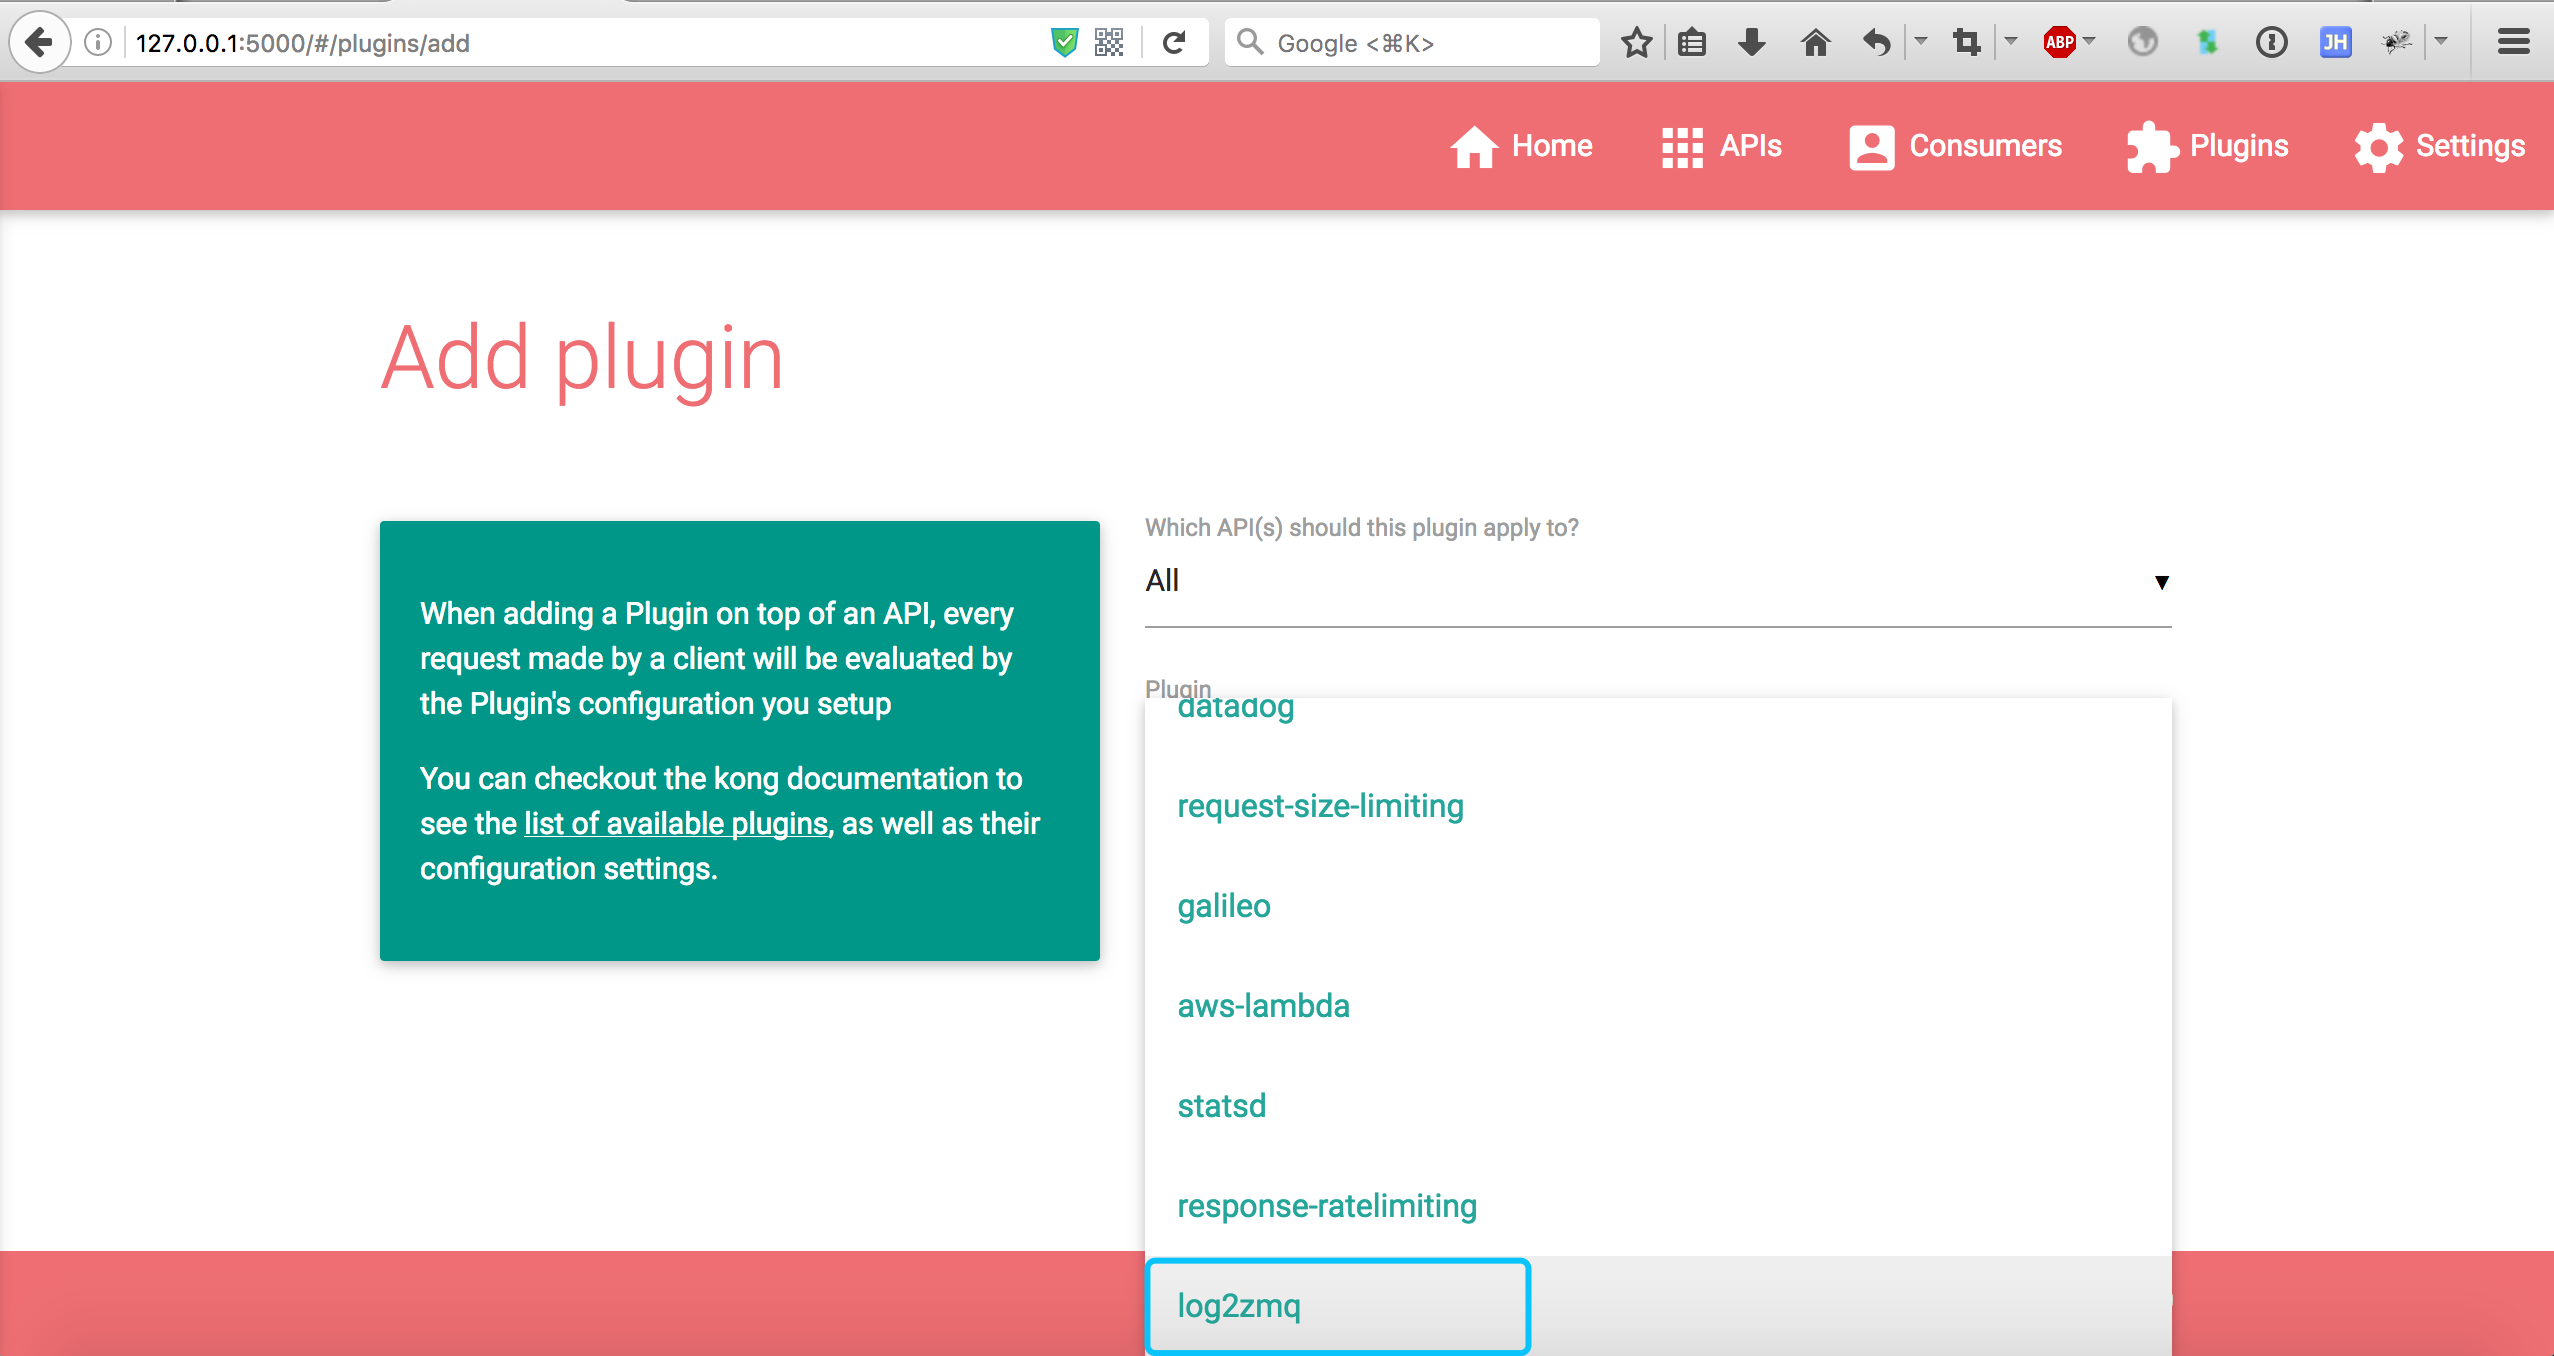 127.0.0.1:5000/#/plugins/add
Google <⌘K>
ABP
JH
Home
APIs
Consumers
Plugins
Settings
Add plugin
When adding a Plugin on top of an API, every
request made by a client will be evaluated by
the Plugin's configuration you setup
You can checkout the kong documentation to
see the list of available plugins, as well as their
configuration settings.
Which API(s) should this plugin apply to?
All
Plugin
datadog
request-size-limiting
galileo
aws-lambda
statsd
response-ratelimiting
log2zmq